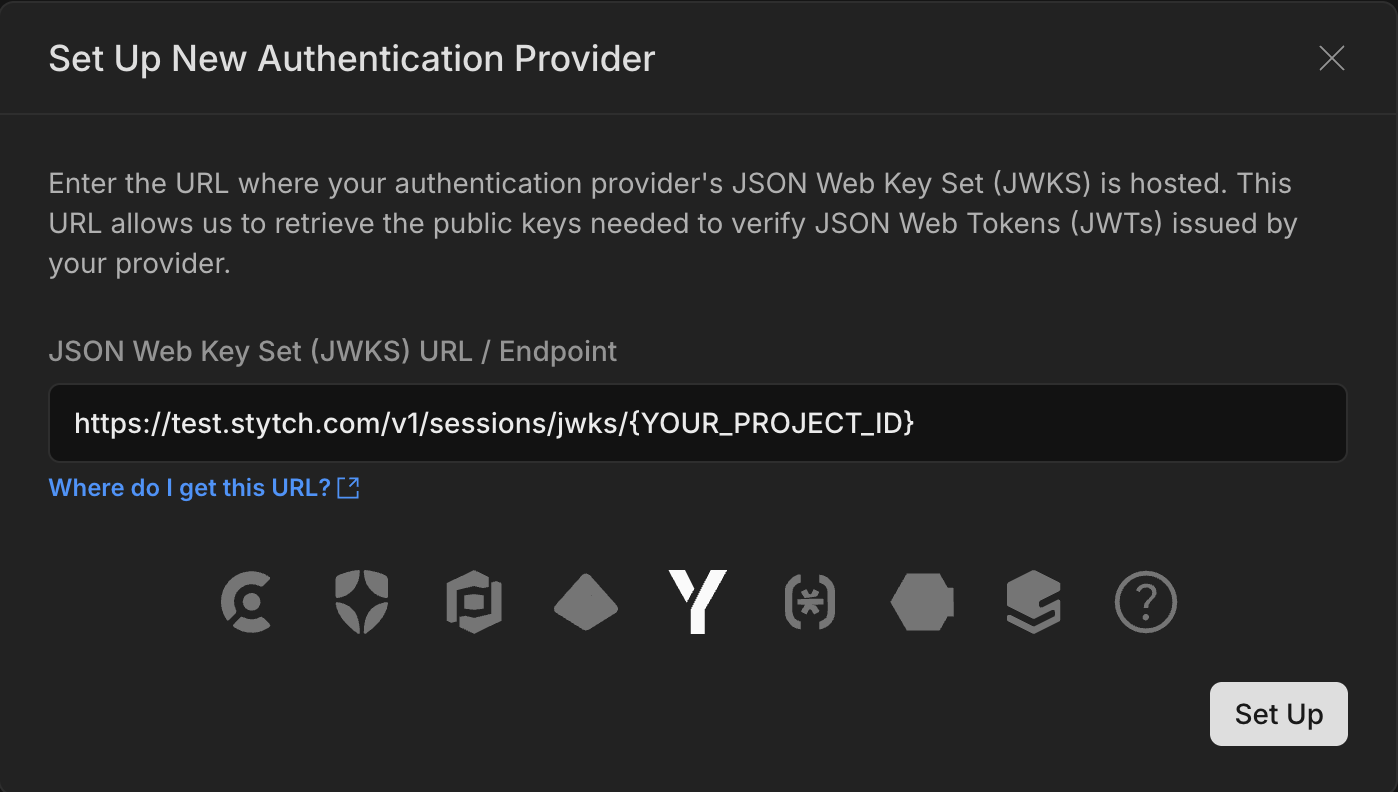 Set Up New Authentication Provider
Enter the URL where your authentication provider's JSON Web Key Set (JWKS) is hosted. This
URL allows us to retrieve the public keys needed to verify JSON Web Tokens (JWTs) issued by
your provider.
JSON Web Key Set (JWKS) URL / Endpoint
https://test.stytch.com/v1/sessions/jwks/{YOUR_PROJECT_ID}
Where do I get this URL?
Set Up